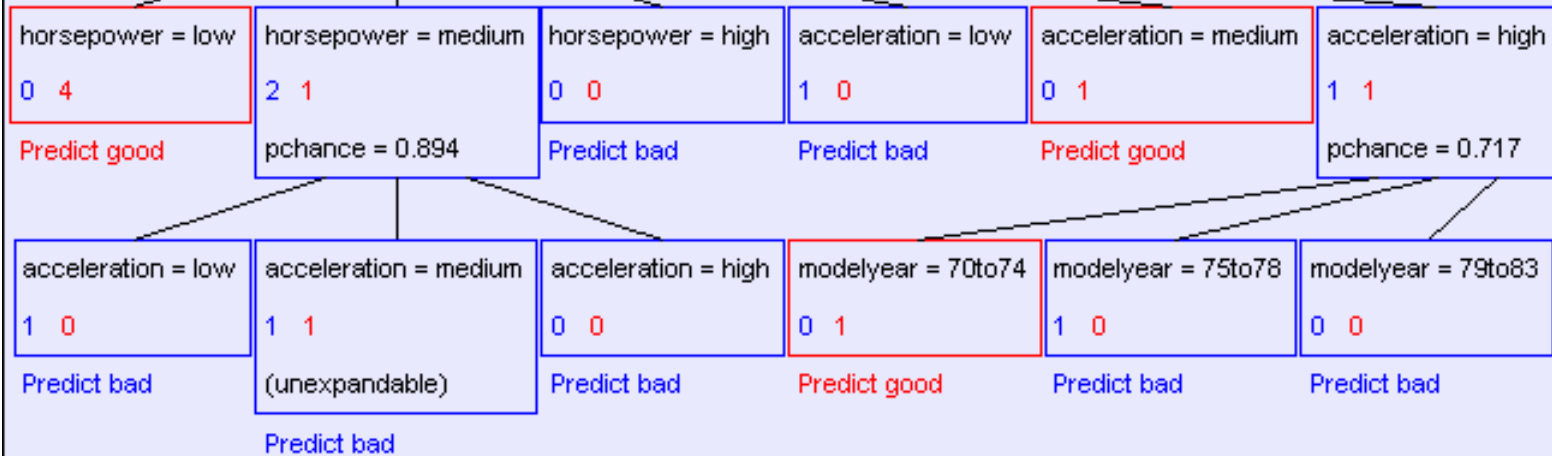 horsepower = low
0 4
Predict good
horsepower = medium
2 1
pchance = 0.894
horsepower = high
0 0
Predict bad
acceleration = low
1 0
Predict bad
acceleration = medium
0 1
Predict good
acceleration = high
1 1
pchance = 0.717
acceleration = low
1 0
Predict bad
acceleration = medium
1 1
(unexpandable)
Predict bad
acceleration = high
0 0
Predict bad
modelyear = 70to74
0 1
Predict good
modelyear = 75to78
1 0
Predict bad
modelyear = 79to83
0 0
Predict bad